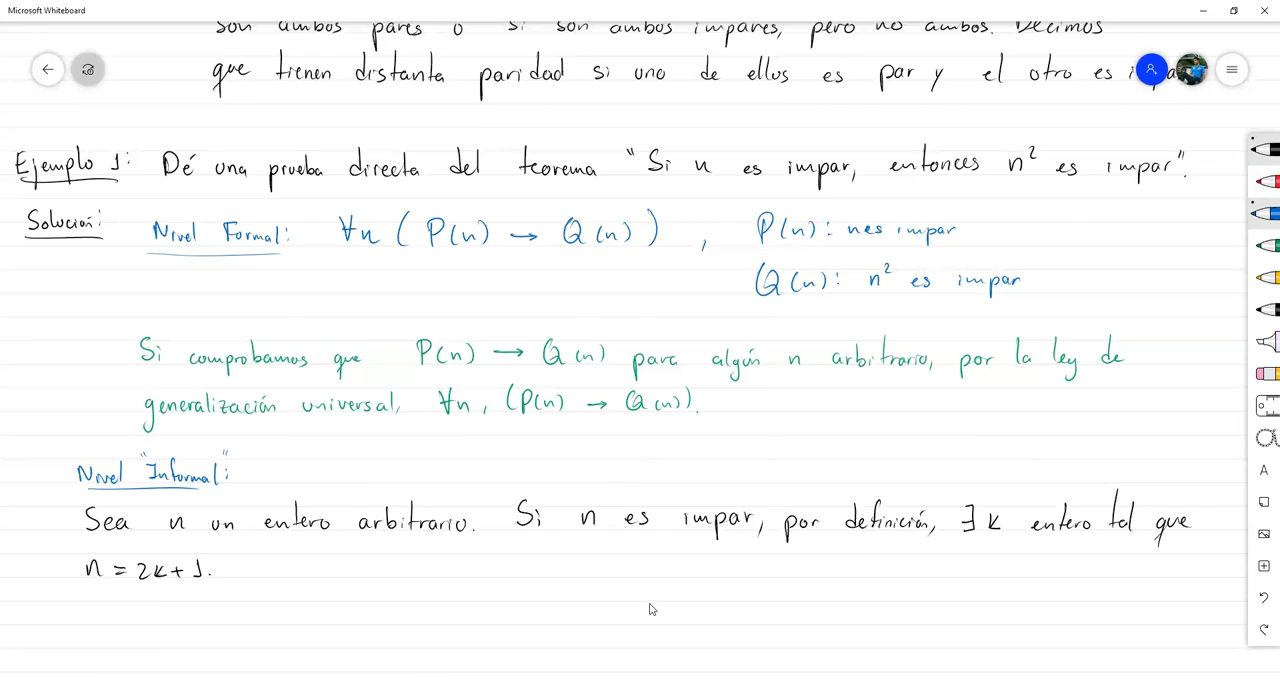 Microsoft Whiteboard
son ambos pares o si son ambos impares, pero no ambos. Decimos
que tienen distanta paridad si uno de ellos es par y el otro es impa
Ejemplo 1: Dé una prueba directa del teorema "Si n es impar, entonces n² es impar".
Solución: Nivel Formal: ∀n ( P(n) → Q(n) ) , P(n): n es impar
Q(n): n² es impar
Si comprobamos que P(n) → Q(n) para algún n arbitrario, por la ley de
generalización universal, ∀n, (P(n) → Q(n)).
Nivel "Informal":
Sea n un entero arbitrario. Si n es impar, por definición, ∃ k entero tal que
n = 2k+1.